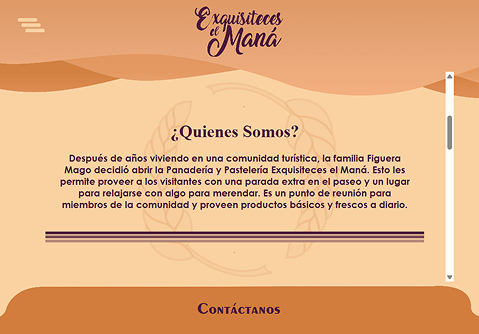 Exquisiteces
el Maná
¿Quienes Somos?
Después de años viviendo en una comunidad turística, la familia Figuera
Mago decidió abrir la Panadería y Pastelería Exquisiteces el Maná. Esto les
permite proveer a los visitantes con una parada extra en el paseo y un lugar
para relajarse con algo para merendar. Es un punto de reunión para
miembros de la comunidad y proveen productos básicos y frescos a diario.
Contáctanos